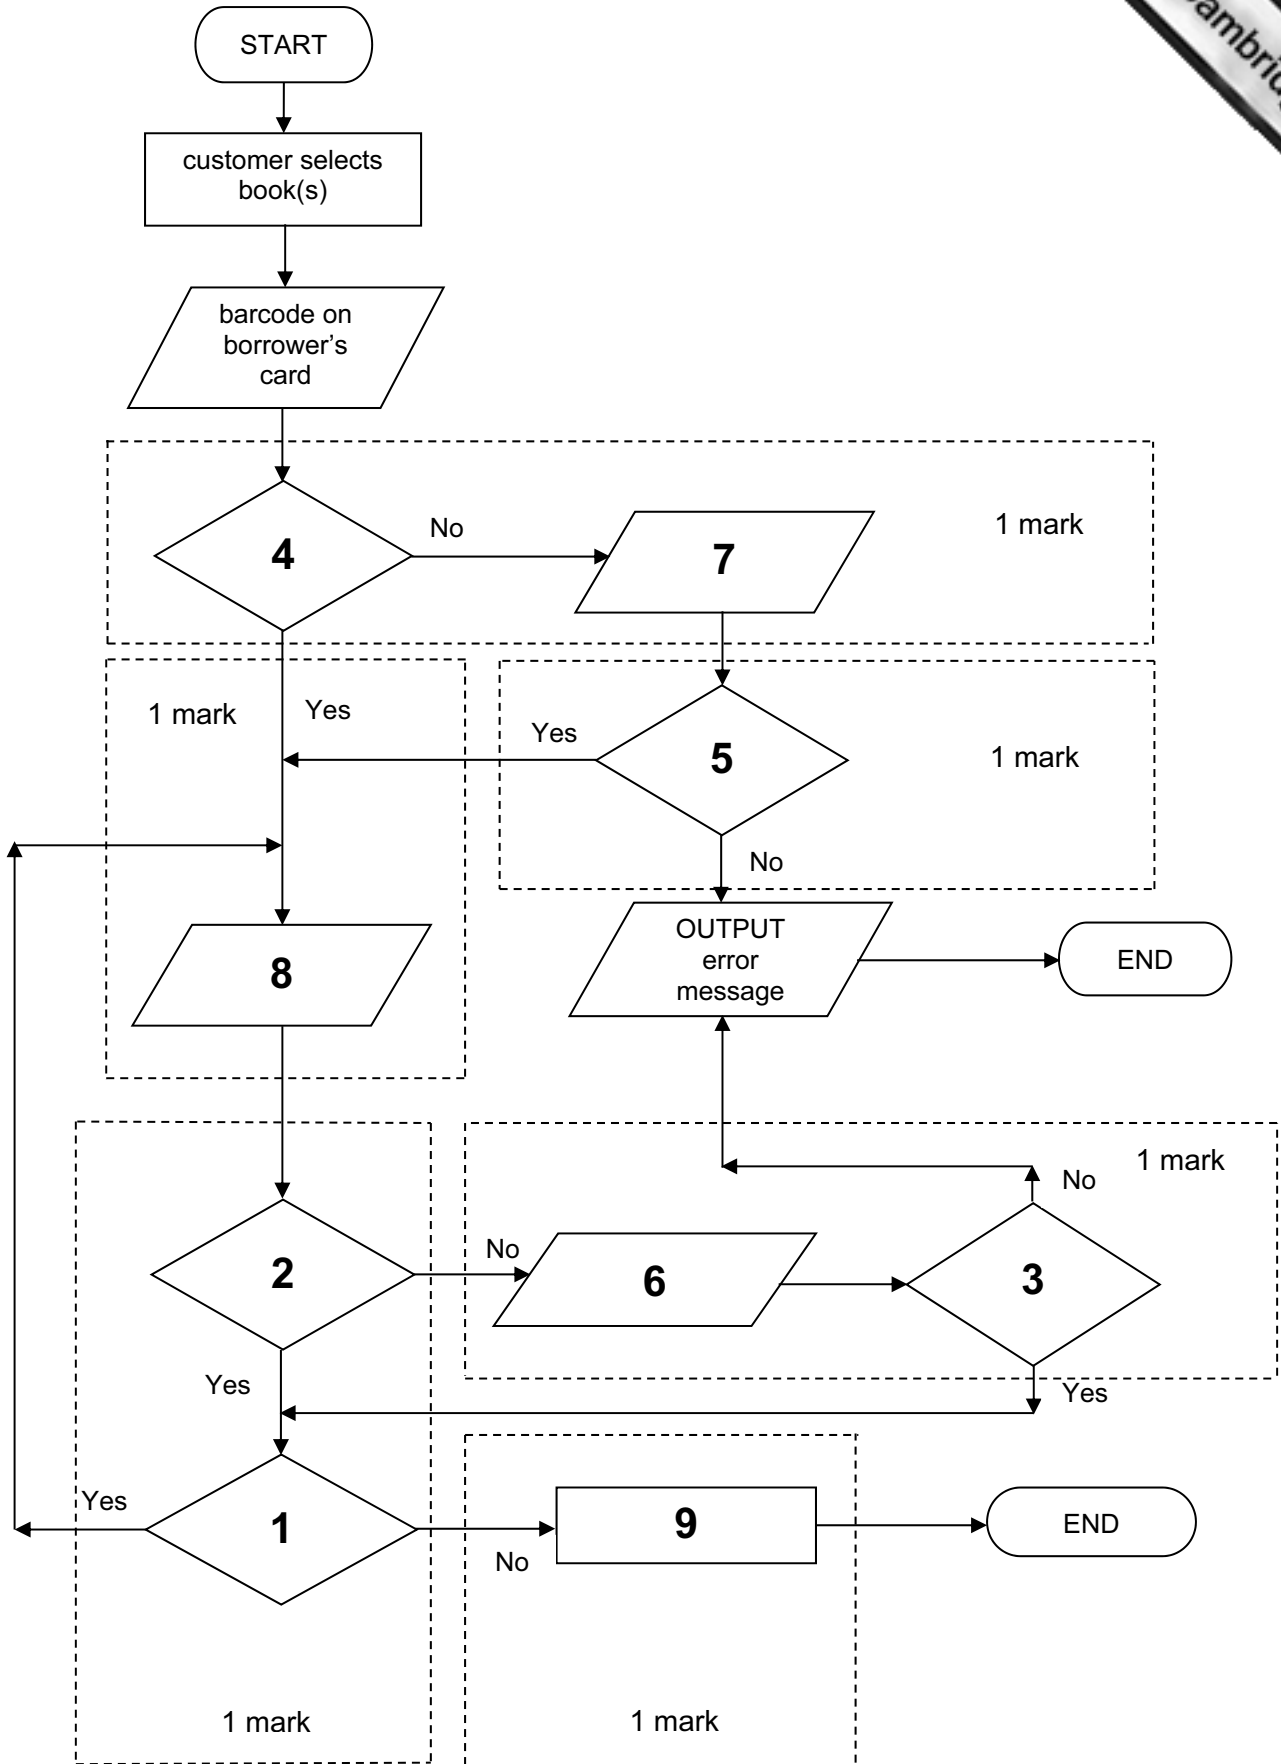 START
customer selects
book(s)
barcode on
borrower's
card
4
No
7
1 mark
1 mark
Yes
Yes
5
1 mark
No
8
OUTPUT
error
message
END
1 mark
No
2
No
6
3
Yes
Yes
Yes
1
No
9
END
1 mark
1 mark